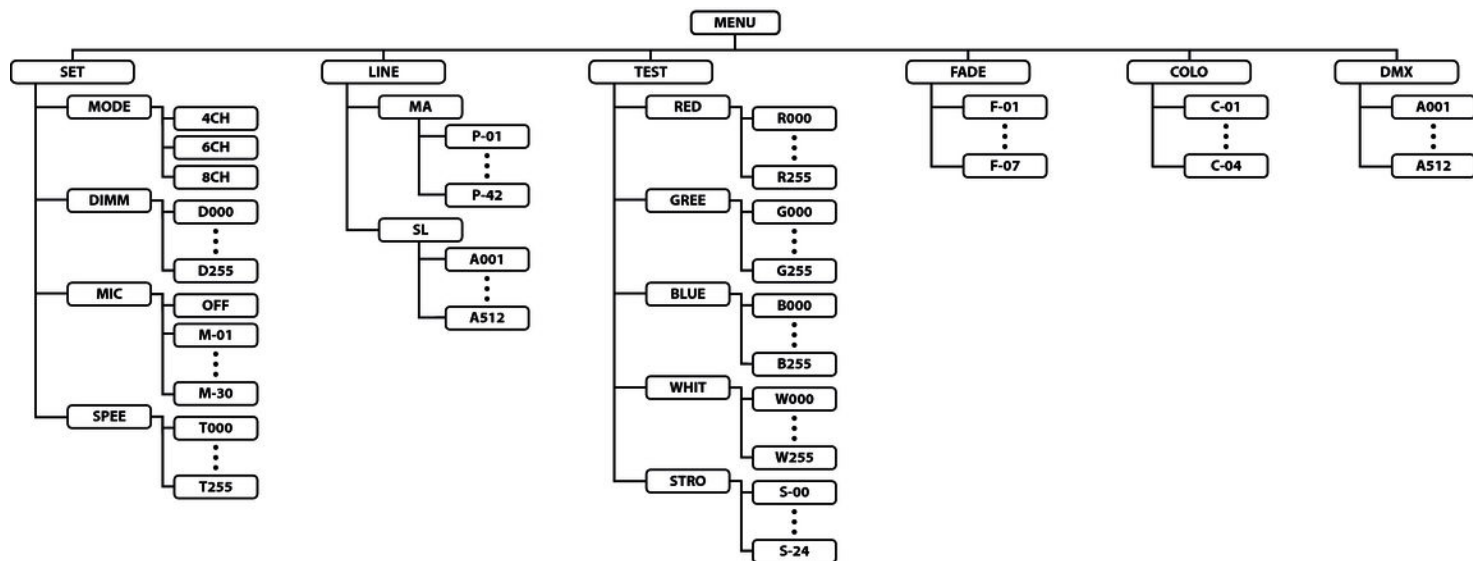 MENU
SET
MODE
4CH
6CH
8CH
DIMM
D000
D255
MIC
OFF
M-01
M-30
SPEE
T000
T255
LINE
MA
P-01
P-42
SL
A001
A512
TEST
RED
R000
R255
GREE
G000
G255
BLUE
B000
B255
WHIT
W000
W255
STRO
S-00
S-24
FADE
F-01
F-07
COLO
C-01
C-04
DMX
A001
A512